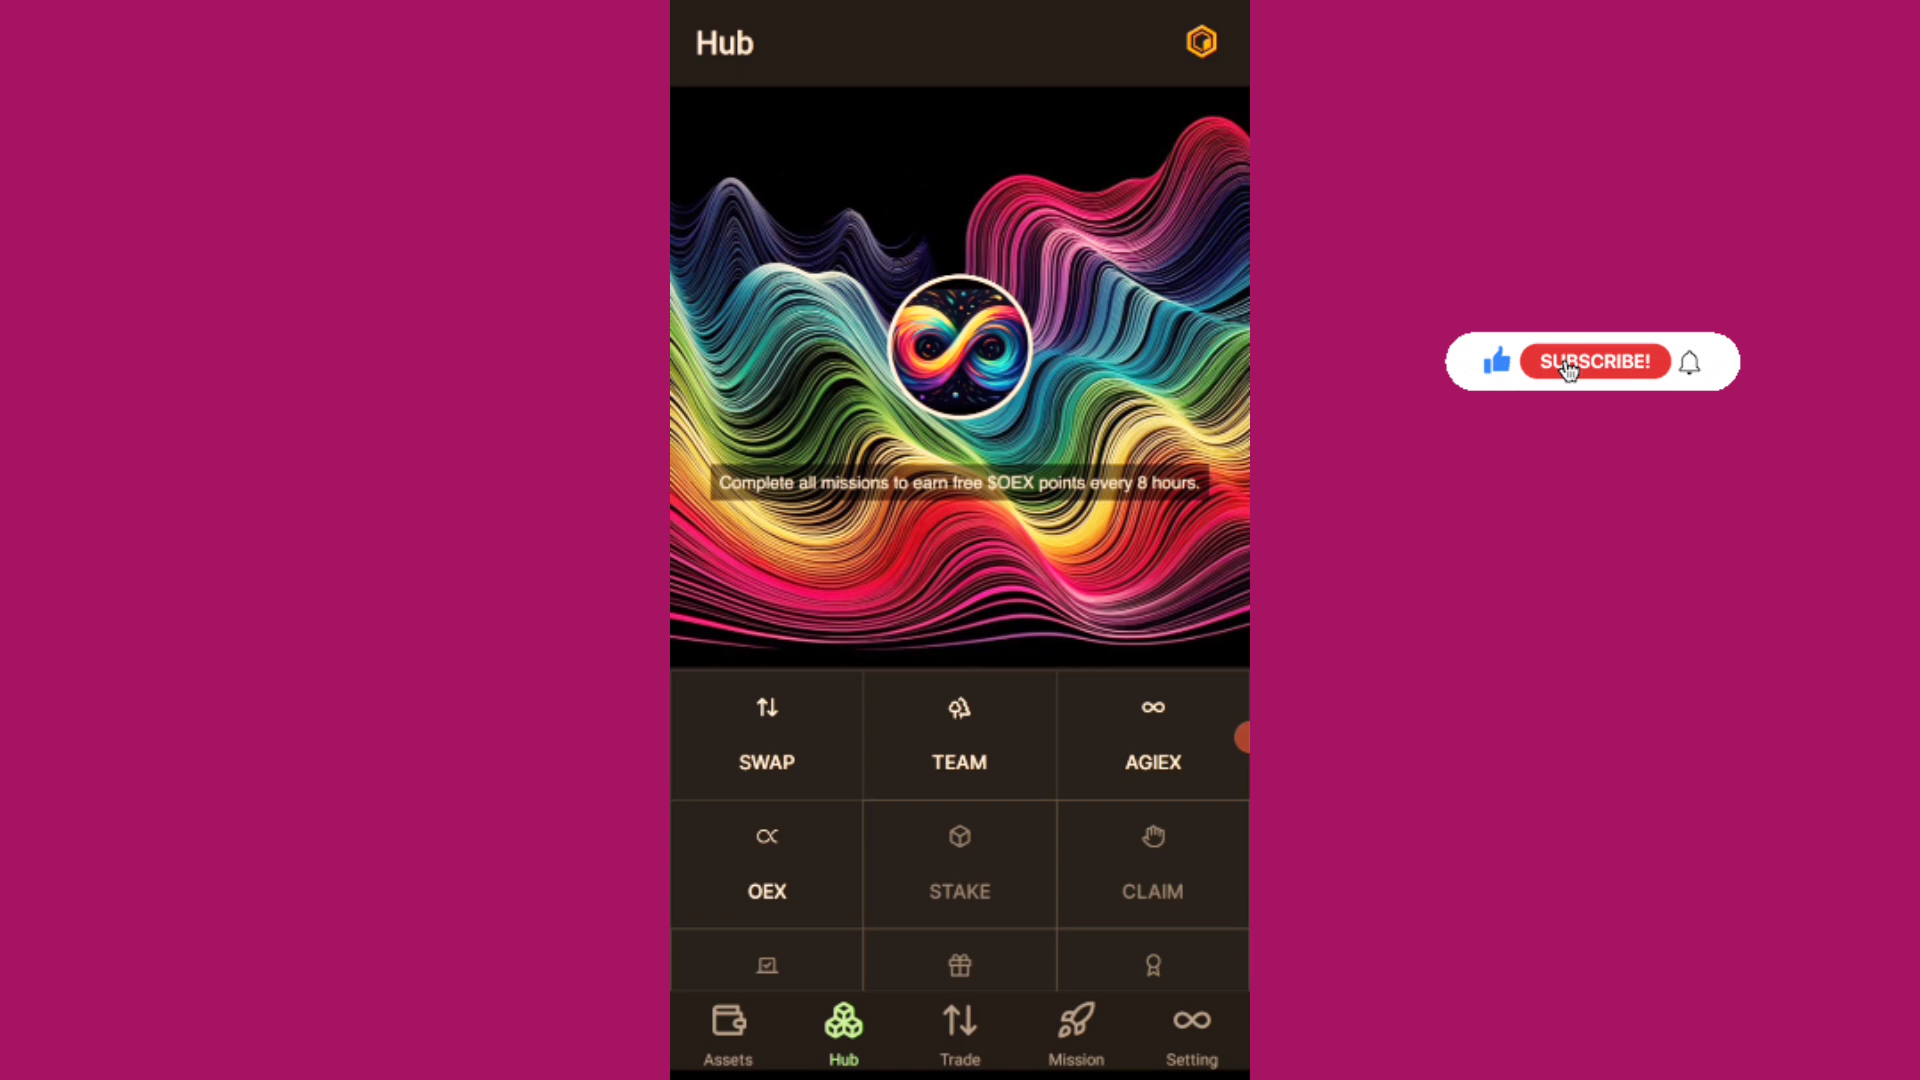 Hub
SUBSCRIBE!
Complete all missions to earn free $OEX points every 8 hours.
SWAP
TEAM
AGIEX
OEX
STAKE
CLAIM
Assets
Hub
Trade
Mission
Setting